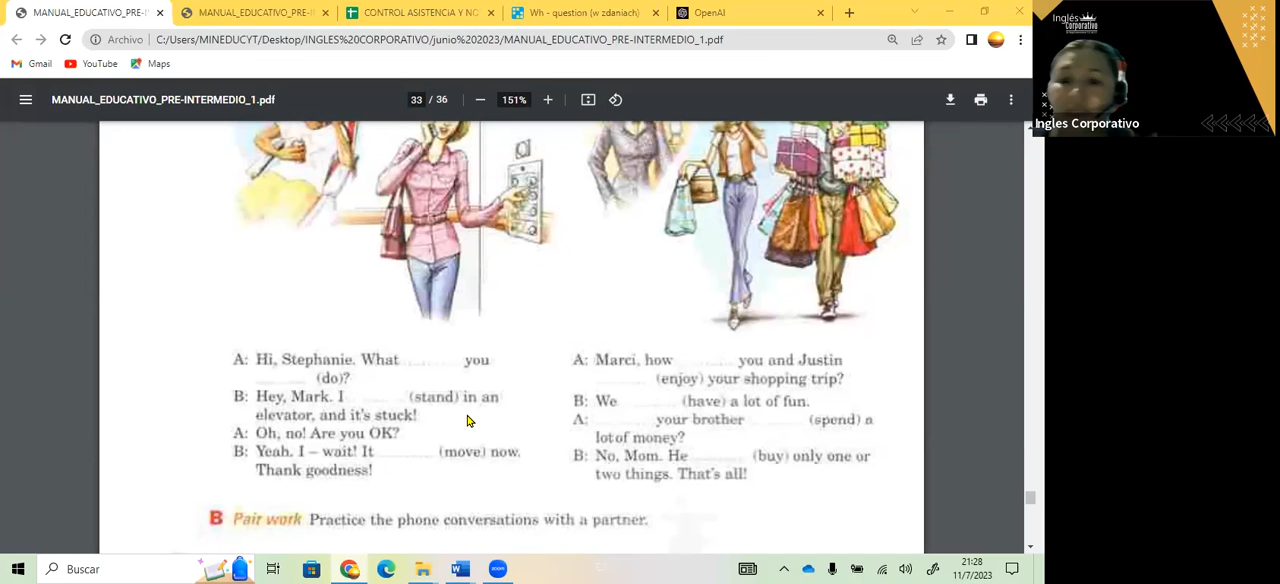 MANUAL_EDUCATIVO_PRE-I
MANUAL_EDUCATIVO_PRE-I
CONTROL ASISTENCIA Y NO
Wh - question (w zdaniach)
OpenAI
Archivo
C:/Users/MINEDUCYT/Desktop/INGLES%20CORPORATIVO/junio%202023/MANUAL_EDUCATIVO_PRE-INTERMEDIO_1.pdf
Gmail
YouTube
Maps
MANUAL_EDUCATIVO_PRE-INTERMEDIO_1.pdf
33 / 36
151%
Inglés
Corporativo
Ingles Corporativo
A: Hi, Stephanie. What ......... you
(do)?
B: Hey, Mark. I (stand) in an
elevator, and it's stuck!
A: Oh, no! Are you OK?
B: Yeah. I – wait! It (move) now.
Thank goodness!
A: Marci, how you and Justin
(enjoy) your shopping trip?
B: We (have) a lot of fun.
A: your brother (spend) a
lot of money?
B: No, Mom. He (buy) only one or
two things. That's all!
B Pair work Practice the phone conversations with a partner.
Buscar
21:28
11/7/2023